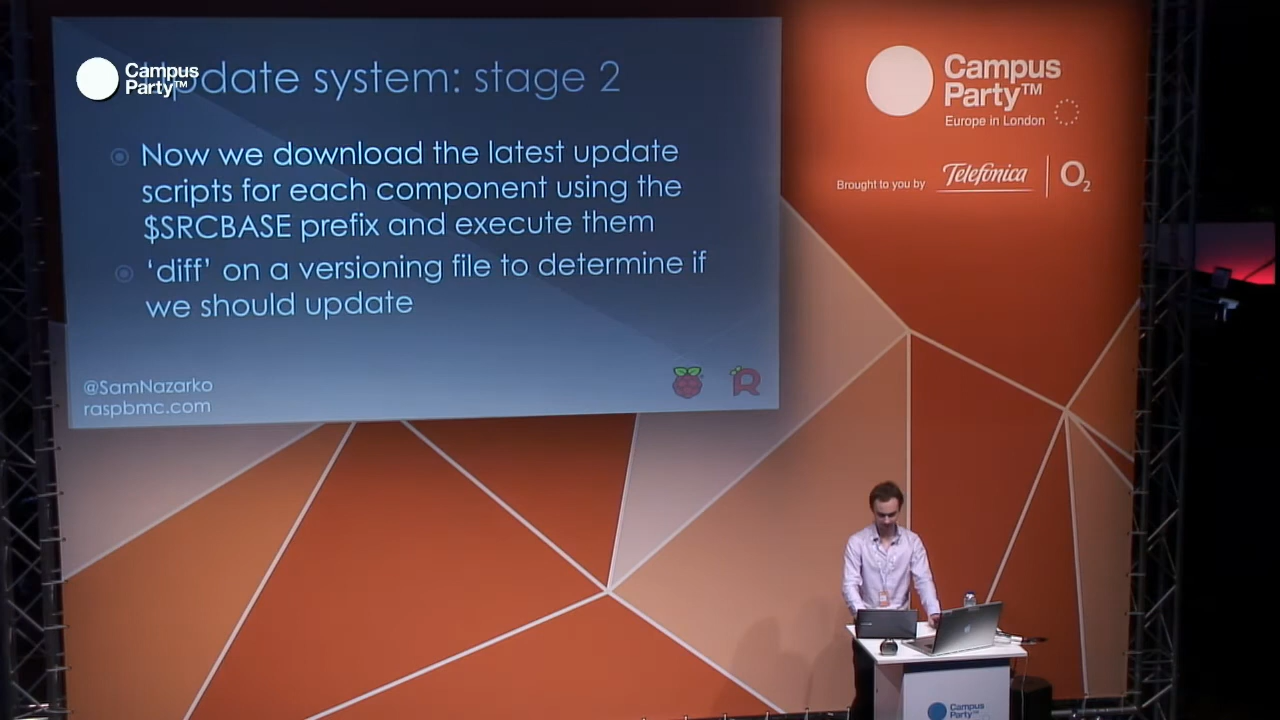 Campus
Party™
Update system: stage 2
Now we download the latest update
scripts for each component using the
$SRCBASE prefix and execute them
‘diff’ on a versioning file to determine if
we should update
@SamNazarko
raspbmc.com
Campus
Party™
Europe in London
Brought to you by
Telefónica
O2
Campus
Party™